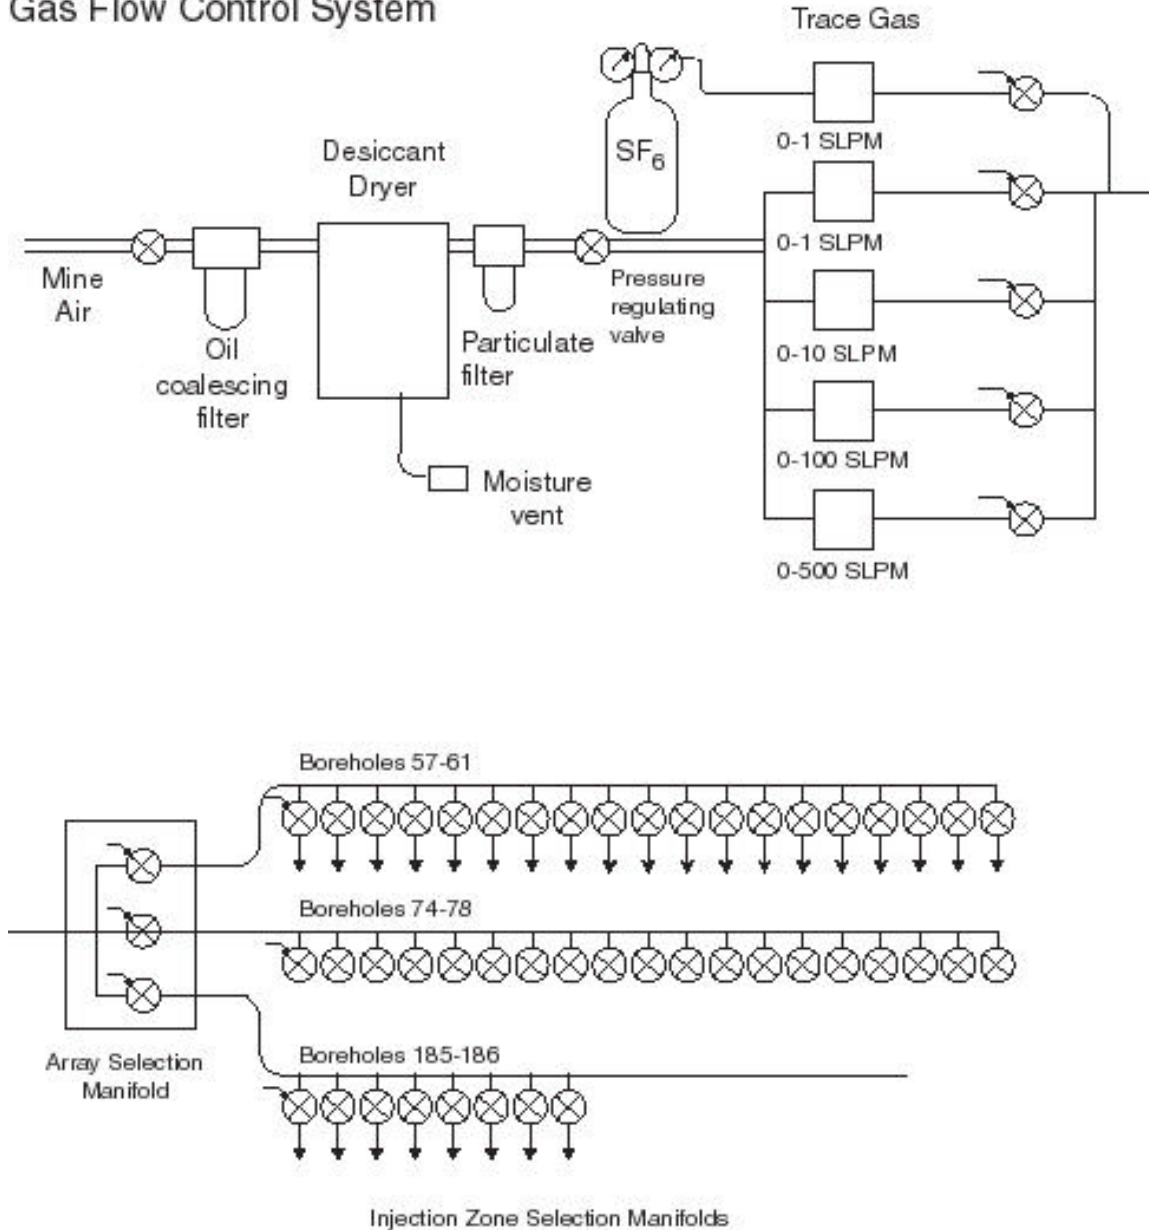 Gas Flow Control System
Trace Gas
SF6
0-1 SLPM
Desiccant
Dryer
0-1 SLPM
Mine
Air
Pressure
regulating
valve
Oil
coalescing
filter
Particulate
filter
0-10 SLPM
0-100 SLPM
Moisture
vent
0-500 SLPM
Boreholes 57-61
Boreholes 74-78
Boreholes 185-186
Array Selection
Manifold
Injection Zone Selection Manifolds